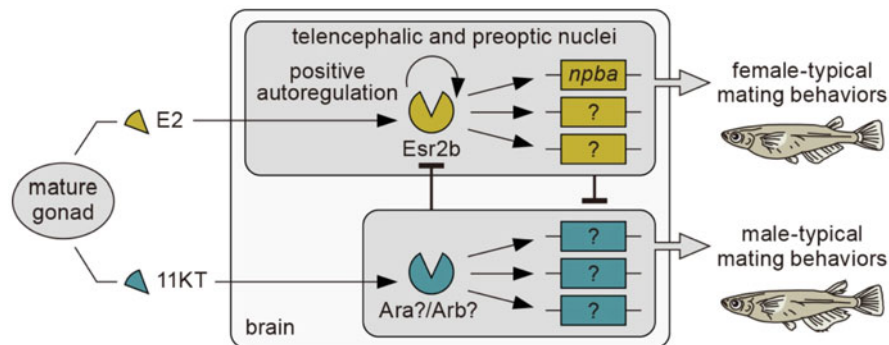 telencephalic and preoptic nuclei
positive
autoregulation
npba
?
?
Esr2b
female-typical
mating behaviors
E2
mature
gonad
11KT
?
?
?
Ara?/Arb?
male-typical
mating behaviors
brain